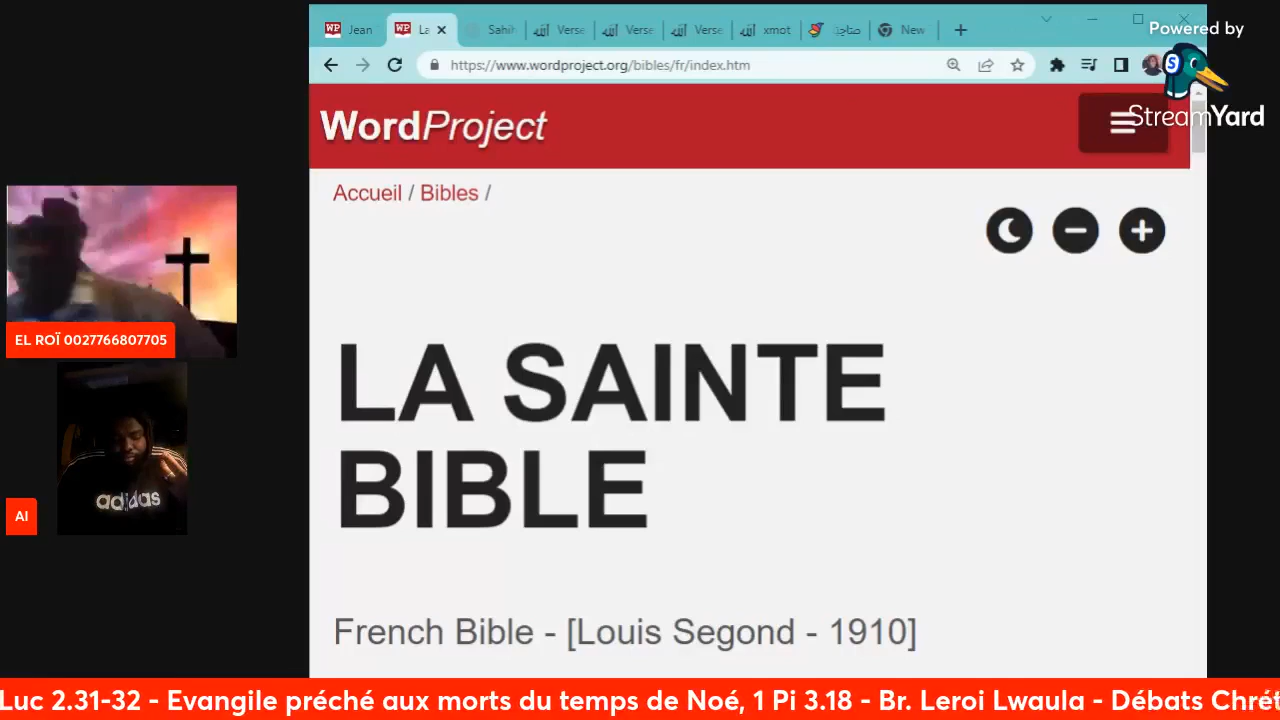 Jean
La
Sahih
Verse
Verse
Verse
xmot
New
Powered by
StreamYard
https://www.wordproject.org/bibles/fr/index.htm
WordProject
Accueil / Bibles /
LA SAINTE
BIBLE
French Bible - [Louis Segond - 1910]
EL ROÏ 0027766807705
adidas
AI
Luc 2.31-32 - Evangile préché aux morts du temps de Noé, 1 Pi 3.18 - Br. Leroi Lwaula - Débats Chrét